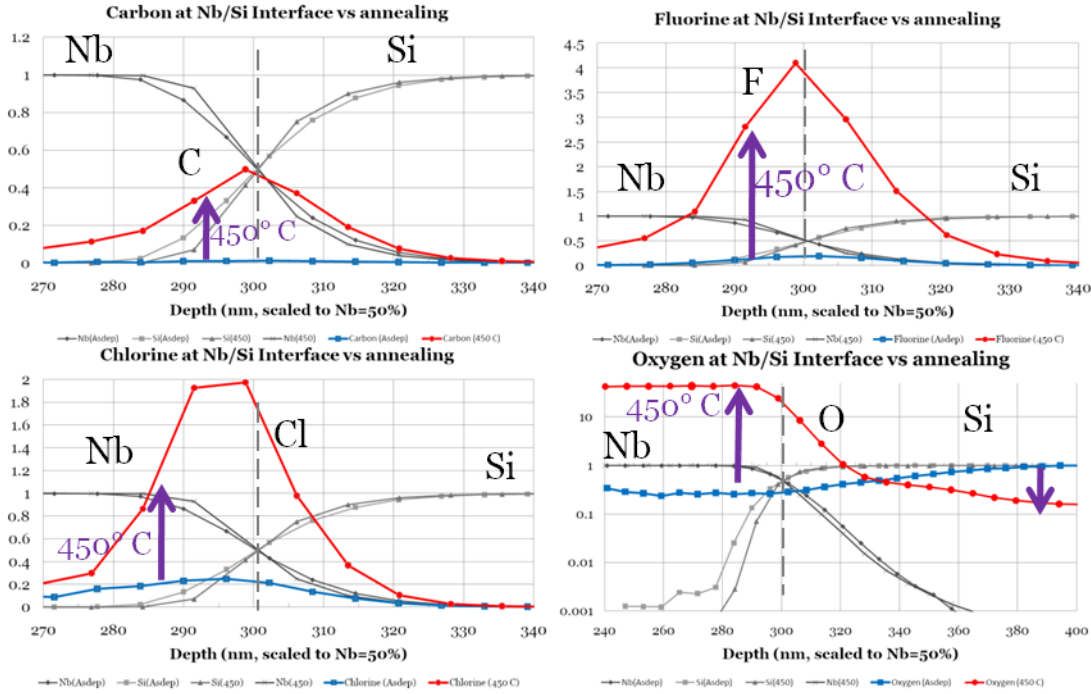 Carbon at Nb/Si Interface vs annealing
1.2
1
0.8
0.6
0.4
0.2
0
Nb
Si
C
450° C
270 280 290 300 310 320 330 340
Depth (nm, scaled to Nb=50%)
Nb(Asdep) Si(Asdep) Si(450) Nb(450) Carbon (Asdep) Carbon (450 C)
Fluorine at Nb/Si Interface vs annealing
4.5
4
3.5
3
2.5
2
1.5
1
0.5
0
F
Nb
450° C
Si
270 280 290 300 310 320 330 340
Depth (nm, scaled to Nb=50%)
Nb(Asdep) Si(Asdep) Si(450) Nb(450) Fluorine (Asdep) Fluorine (450 C)
Chlorine at Nb/Si Interface vs annealing
2
1.8
1.6
1.4
1.2
1
0.8
0.6
0.4
0.2
0
Nb
Cl
Si
450° C
270 280 290 300 310 320 330 340
Depth (nm, scaled to Nb=50%)
Nb(Asdep) Si(Asdep) Si(450) Nb(450) Chlorine (Asdep) Chlorine (450 C)
Oxygen at Nb/Si Interface vs annealing
10
1
0.1
0.01
0.001
450° C
Nb
O
Si
240 260 280 300 320 340 360 380 400
Depth (nm, scaled to Nb=50%)
Nb(Asdep) Si(Asdep) Si(450) Nb(450) Oxygen (Asdep) Oxygen (450 C)